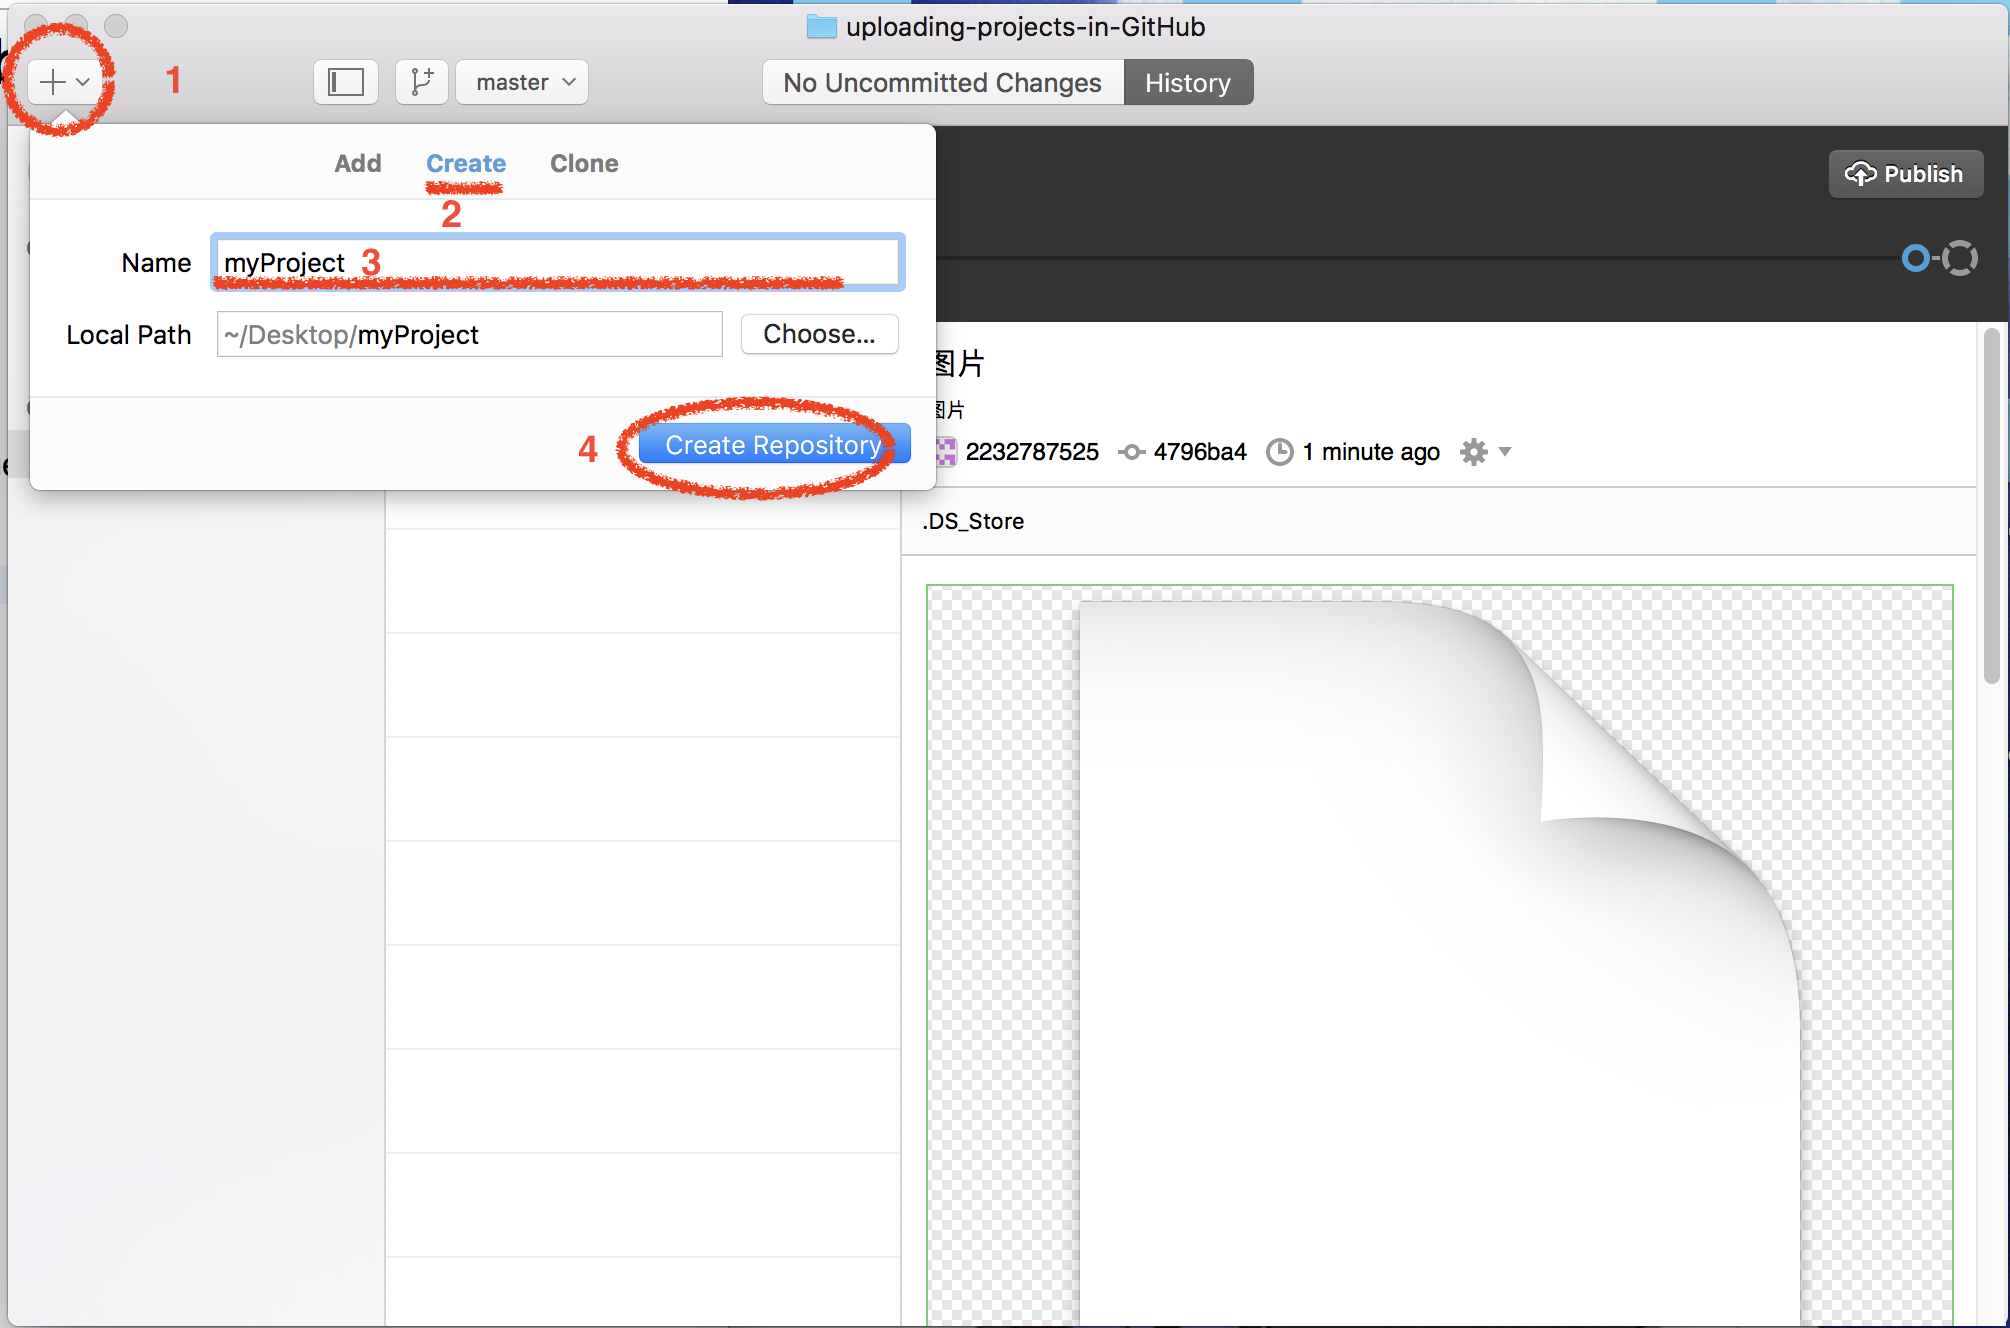 uploading-projects-in-GitHub
1
master
No Uncommitted Changes
History
Add
Create
Clone
2
Publish
Name
myProject
3
Local Path
~/Desktop/myProject
Choose...
4
Create Repository
图片
图片
2232787525
4796ba4
1 minute ago
.DS_Store